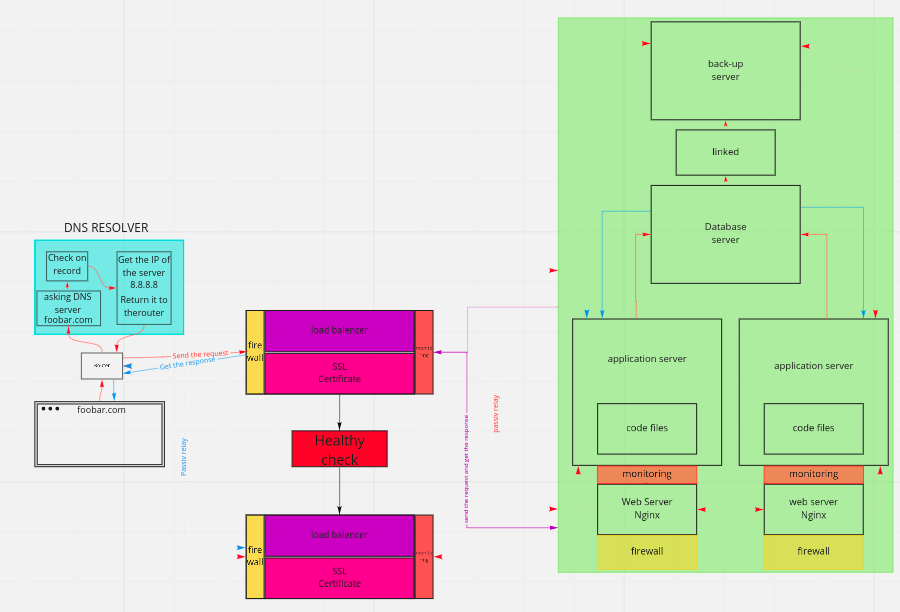 DNS RESOLVER
Check on
record
Get the IP of
the server
8.8.8.8
Return it to
therouter
asking DNS
server
foobar.com
Router
Send the request
Get the response
foobar.com
Passiv relay
fire
wall
load balencer
SSL
Certificate
Healthy
check
fire
wall
load balencer
SSL
Certificate
send the request and get the response
passiv relay
back-up
server
linked
Database
server
application server
code files
monitoring
Web Server
Nginx
firewall
application server
code files
monitoring
web server
Nginx
firewall